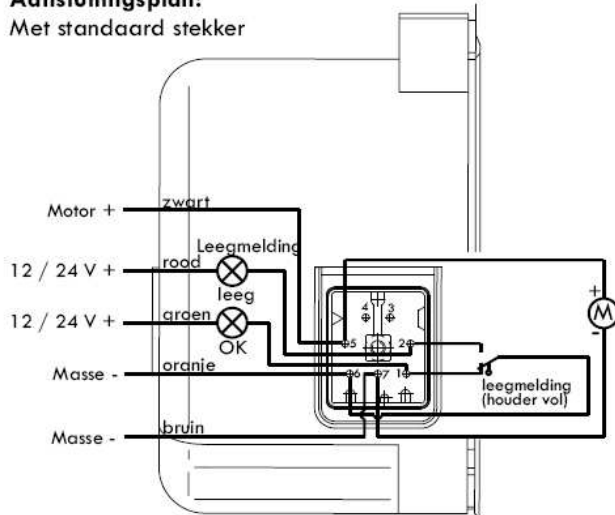 Aansluitingsplan:
Met standaard stekker
Motor +
zwart
Leegmelding
12 / 24 V +
rood
leeg
12 / 24 V +
groen
OK
Masse -
oranje
Masse -
bruin
4
3
5
2
6
7
1
+
M
-
leegmelding
(houder vol)